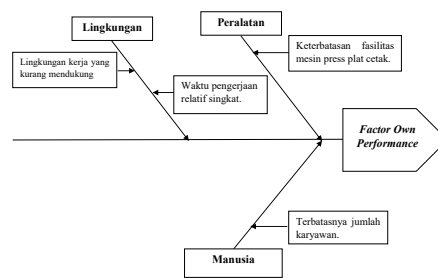 Lingkungan
Peralatan
Lingkungan kerja yang
kurang mendukung
Keterbatasan fasilitas
mesin press plat cetak.
Waktu pengerjaan
relatif singkat.
Factor Own
Performance
Terbatasnya jumlah
karyawan.
Manusia